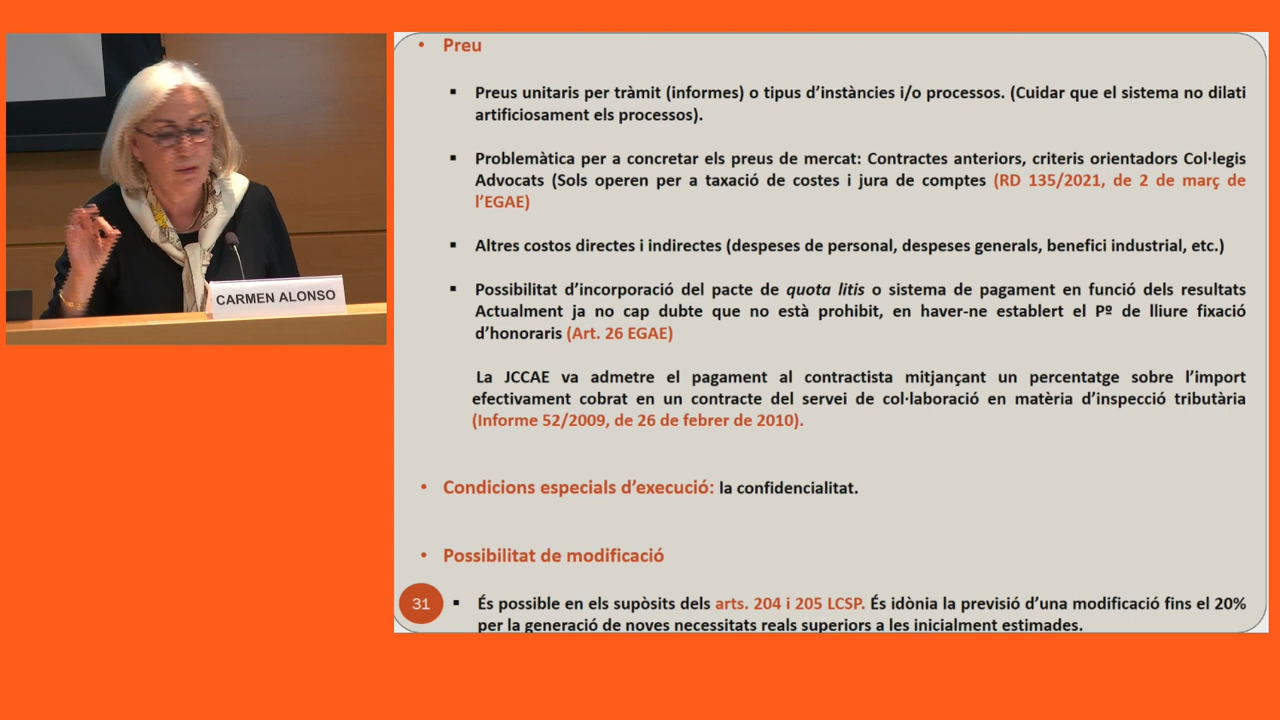 CARMEN ALONSO
• Preu
▪ Preus unitaris per tràmit (informes) o tipus d’instàncies i/o processos. (Cuidar que el sistema no dilati
artificiosament els processos).
▪ Problemàtica per a concretar els preus de mercat: Contractes anteriors, criteris orientadors Col·legis
Advocats (Sols operen per a taxació de costes i jura de comptes (RD 135/2021, de 2 de març de
l’EGAE)
▪ Altres costos directes i indirectes (despeses de personal, despeses generals, benefici industrial, etc.)
▪ Possibilitat d’incorporació del pacte de quota litis o sistema de pagament en funció dels resultats
Actualment ja no cap dubte que no està prohibit, en haver-ne establert el Pº de lliure fixació
d’honoraris (Art. 26 EGAE)
La JCCAE va admetre el pagament al contractista mitjançant un percentatge sobre l’import
efectivament cobrat en un contracte del servei de col·laboració en matèria d’inspecció tributària
(Informe 52/2009, de 26 de febrer de 2010).
• Condicions especials d’execució: la confidencialitat.
• Possibilitat de modificació
31
▪ És possible en els supòsits dels arts. 204 i 205 LCSP. És idònia la previsió d’una modificació fins el 20%
per la generació de noves necessitats reals superiors a les inicialment estimades.